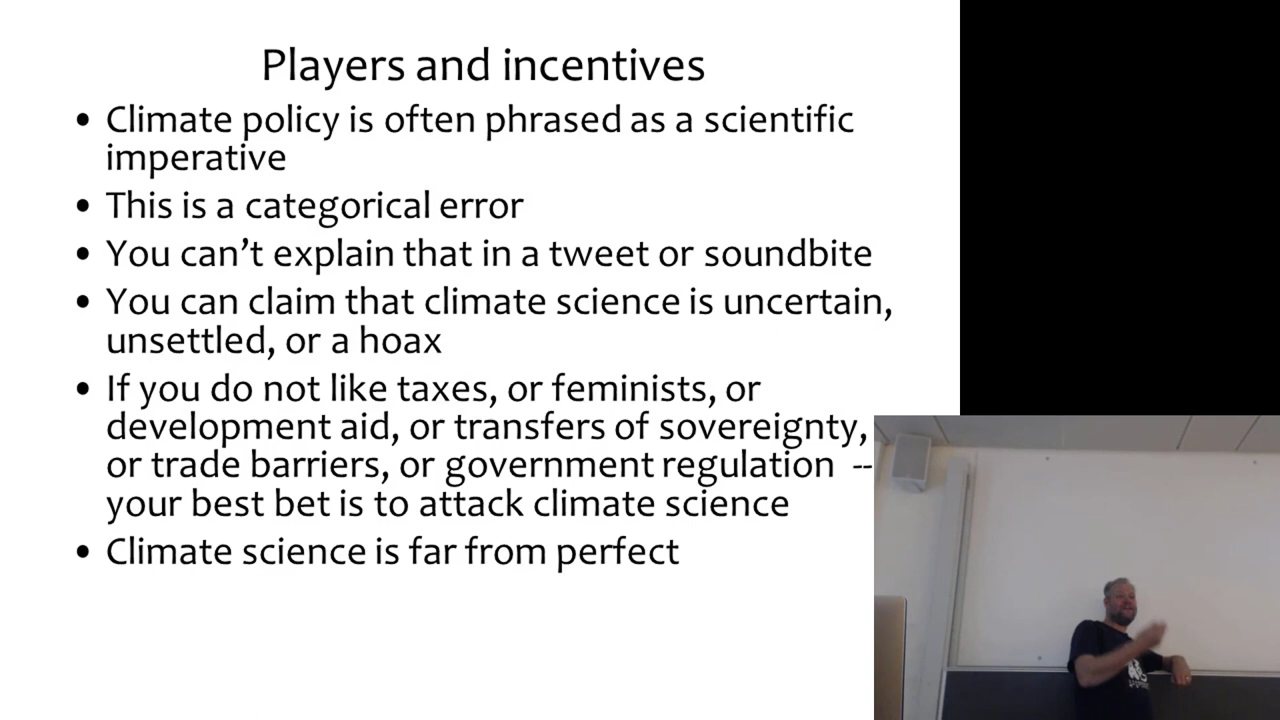 Players and incentives
• Climate policy is often phrased as a scientific
imperative
• This is a categorical error
• You can’t explain that in a tweet or soundbite
• You can claim that climate science is uncertain,
unsettled, or a hoax
• If you do not like taxes, or feminists, or
development aid, or transfers of sovereignty,
or trade barriers, or government regulation --
your best bet is to attack climate science
• Climate science is far from perfect